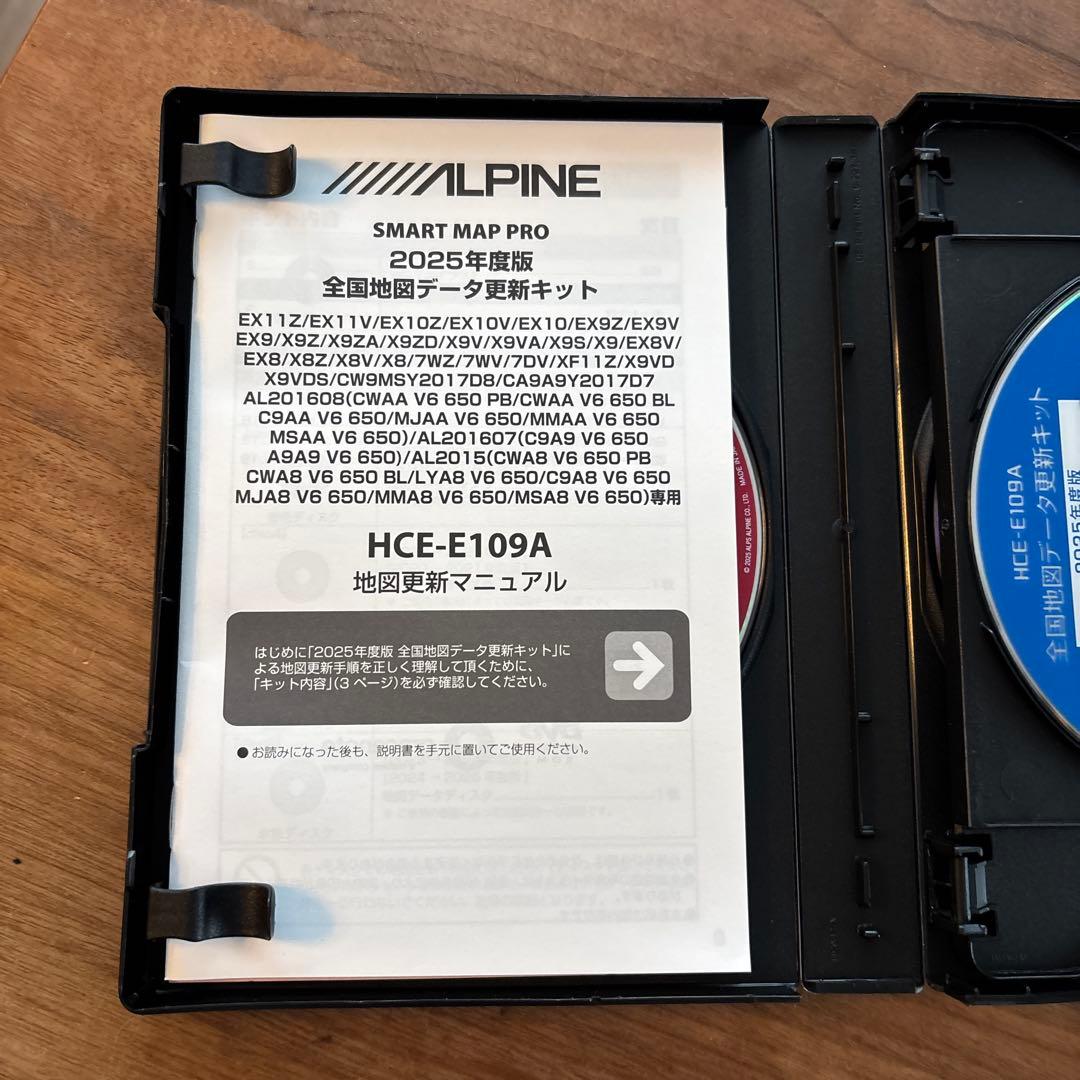 ALPINE
SMART MAP PRO
2025年度版
全国地図データ更新キット
EX11Z/EX11V/EX10Z/EX10V/EX10/EX9Z/EX9V
EX9/X9Z/X9ZA/X9ZD/X9V/X9VA/X9S/X9/EX8V/
EX8/X8Z/X8V/X8/7WZ/7WV/7DV/XF11Z/X9VD
X9VDS/CW9MSY2017D8/CA9A9Y2017D7
AL201608(CWAA V6 650 PB/CWAA V6 650 BL
C9AA V6 650/MJAA V6 650/MMAA V6 650
MSAA V6 650)/AL201607(C9A9 V6 650
A9A9 V6 650)/AL2015(CWA8 V6 650 PB
CWA8 V6 650 BL/LYA8 V6 650/C9A8 V6 650
MJA8 V6 650/MMA8 V6 650/MSA8 V6 650)専用
HCE-E109A
地図更新マニュアル
はじめに「2025年度版 全国地図データ更新キット」に
よる地図更新手順を正しく理解して頂くために、
「キット内容」(3 ページ)を必ず確認してください。
● お読みになった後も、説明書を手元に置いてご使用ください。
© 2025 ALPS ALPINE CO., LTD. MADE IN
HCE-E109A
全国地図データ更新キット
2025年度版